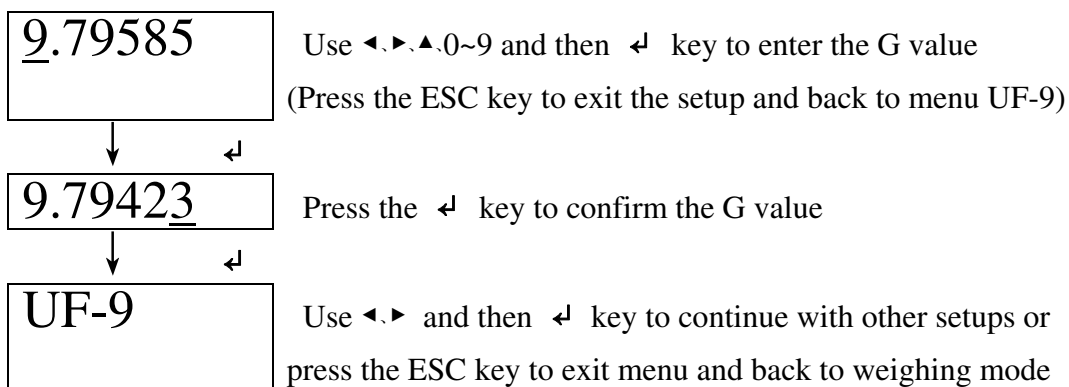 9.79585 Use ◄、►、▲、0~9 and then ↵ key to enter the G value
(Press the ESC key to exit the setup and back to menu UF-9)
↵
9.79423 Press the ↵ key to confirm the G value
↵
UF-9 Use ◄、► and then ↵ key to continue with other setups or
press the ESC key to exit menu and back to weighing mode